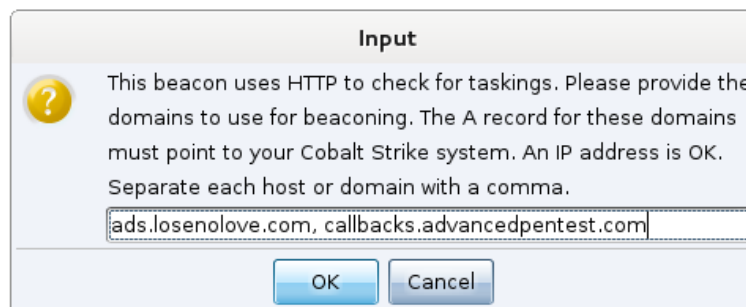 Input
This beacon uses HTTP to check for taskings. Please provide the
domains to use for beaconing. The A record for these domains
must point to your Cobalt Strike system. An IP address is OK.
Separate each host or domain with a comma.
ads.losenolove.com, callbacks.advancedpentest.com
OK
Cancel